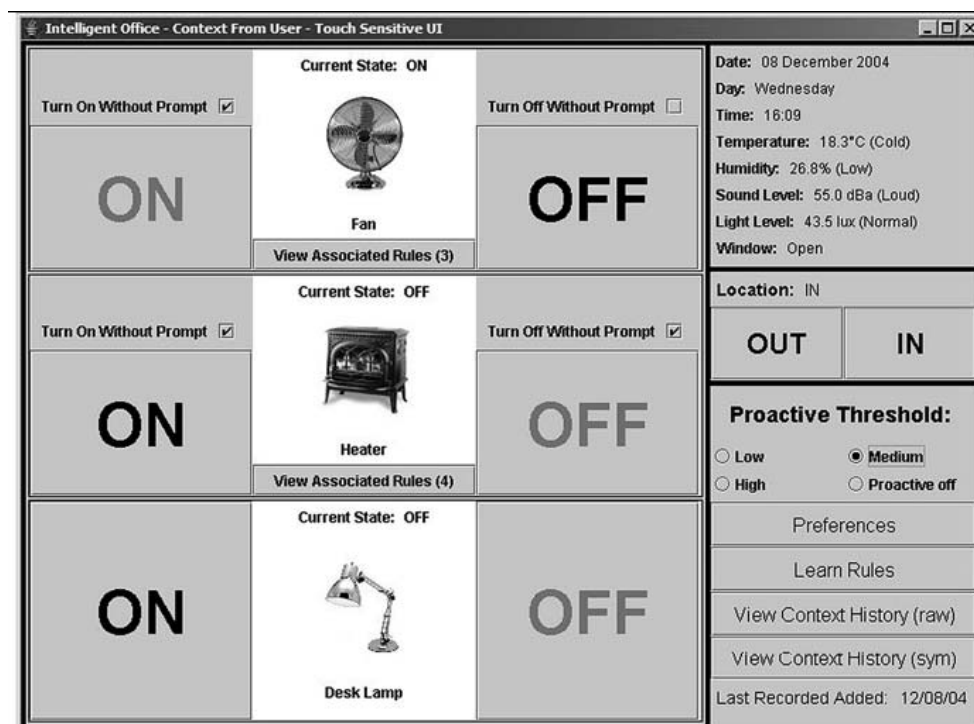 Intelligent Office - Context From User - Touch Sensitive UI
Current State: ON
Turn On Without Prompt
Turn Off Without Prompt
ON
OFF
Fan
View Associated Rules (3)
Current State: OFF
Turn On Without Prompt
Turn Off Without Prompt
ON
OFF
Heater
View Associated Rules (4)
Current State: OFF
ON
OFF
Desk Lamp
Date: 08 December 2004
Day: Wednesday
Time: 16:09
Temperature: 18.3°C (Cold)
Humidity: 26.8% (Low)
Sound Level: 55.0 dBa (Loud)
Light Level: 43.5 lux (Normal)
Window: Open
Location: IN
OUT
IN
Proactive Threshold:
Low
Medium
High
Proactive off
Preferences
Learn Rules
View Context History (raw)
View Context History (sym)
Last Recorded Added: 12/08/04